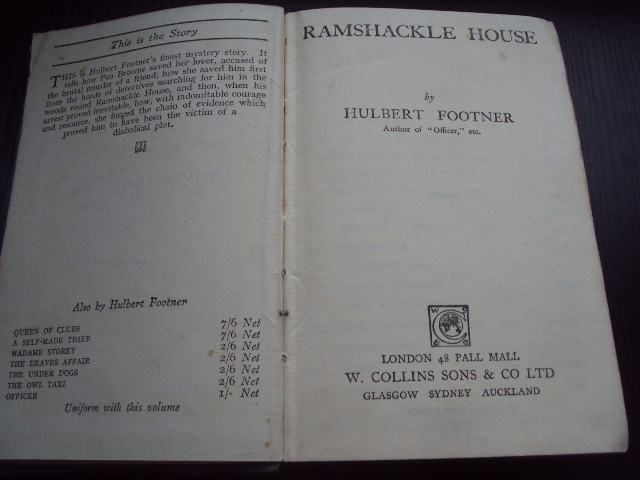 This is the Story
THIS is Hulbert Footner's finest mystery story. It
tells how Pen Broome saved her lover, accused of
the brutal murder of a friend; how she saved him first
from the horde of detectives searching for him in the
woods round Ramshackle House, and then, when his
arrest proved inevitable, how, with indomitable courage
and resource, she forged the chain of evidence which
proved him to have been the victim of a
diabolical plot.
Also by Hulbert Footner
QUEEN OF CLUBS 7/6 Net
A SELF-MADE THIEF 7/6 Net
MADAME STOREY 2/6 Net
THE DEAVES AFFAIR 2/6 Net
THE UNDER DOGS 2/6 Net
THE OWL TAXI 2/6 Net
OFFICER 1/- Net
Uniform with this volume
RAMSHACKLE HOUSE
by
HULBERT FOOTNER
Author of "Officer," etc.
W S
C
LONDON 48 PALL MALL
W. COLLINS SONS & CO LTD
GLASGOW SYDNEY AUCKLAND